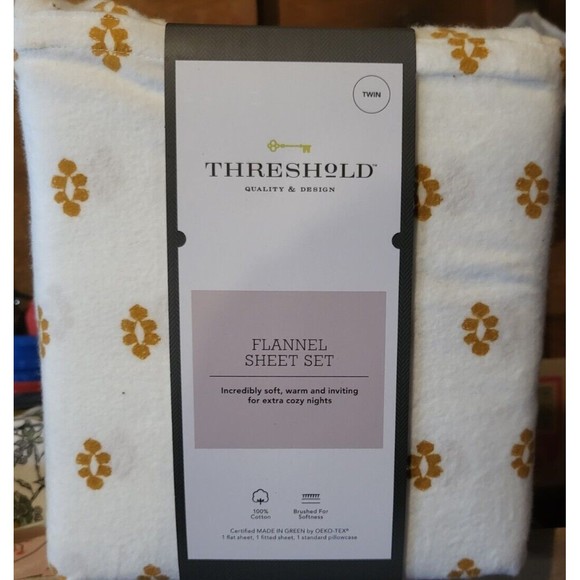 TWIN
THRESHOLD™
QUALITY & DESIGN
FLANNEL
SHEET SET
Incredibly soft, warm and inviting
for extra cozy nights
100%
Cotton
Brushed For
Softness
Certified MADE IN GREEN by OEKO-TEX®
1 flat sheet, 1 fitted sheet, 1 standard pillowcase